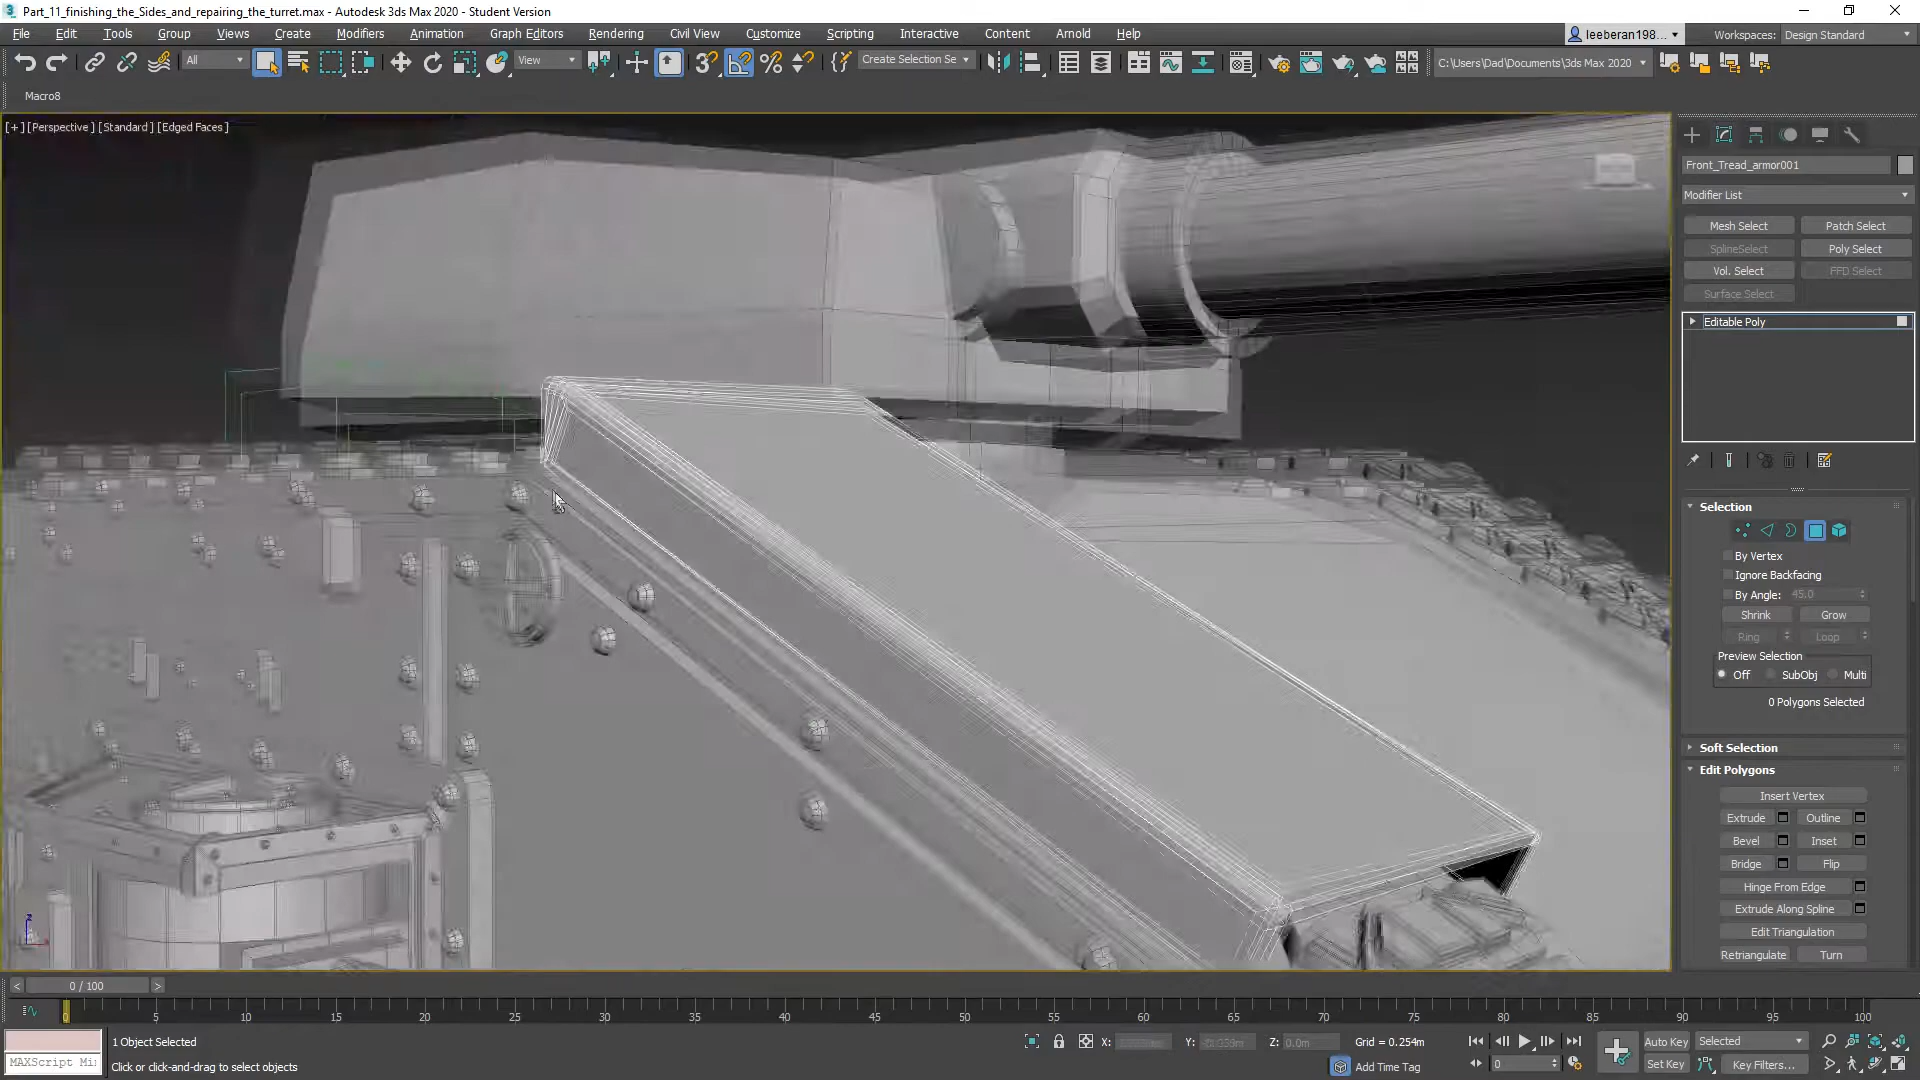 Part_11_finishing_the_Sides_and_repairing_the_turret.max - Autodesk 3ds Max 2020 - Student Version
File Edit Tools Group Views Create Modifiers Animation Graph Editors Rendering Civil View Customize Scripting Interactive Content Arnold Help
leeberan198... Workspaces: Design Standard
All View Create Selection Se C:\Users\Dad\Documents\3ds Max 2020
Macro8
[+] [Perspective] [Standard] [Edged Faces]
Front_Tread_armor001
Modifier List
Mesh Select Patch Select
SplineSelect Poly Select
Vol. Select FFD Select
Surface Select
Editable Poly
Selection
By Vertex
Ignore Backfacing
By Angle: 45.0
Shrink Grow
Ring Loop
Preview Selection
Off SubObj Multi
0 Polygons Selected
Soft Selection
Edit Polygons
Insert Vertex
Extrude Outline
Bevel Inset
Bridge Flip
Hinge From Edge
Extrude Along Spline
Edit Triangulation
Retriangulate Turn
z
< 0 / 100 >
0 5 10 15 20 25 30 35 40 45 50 55 60 65 70 75 80 85 90 95 100
1 Object Selected X: Y: Z: 0.0m Grid = 0.254m Auto Key Selected
MAXScript Mi Click or click-and-drag to select objects Add Time Tag 0 Set Key Key Filters...